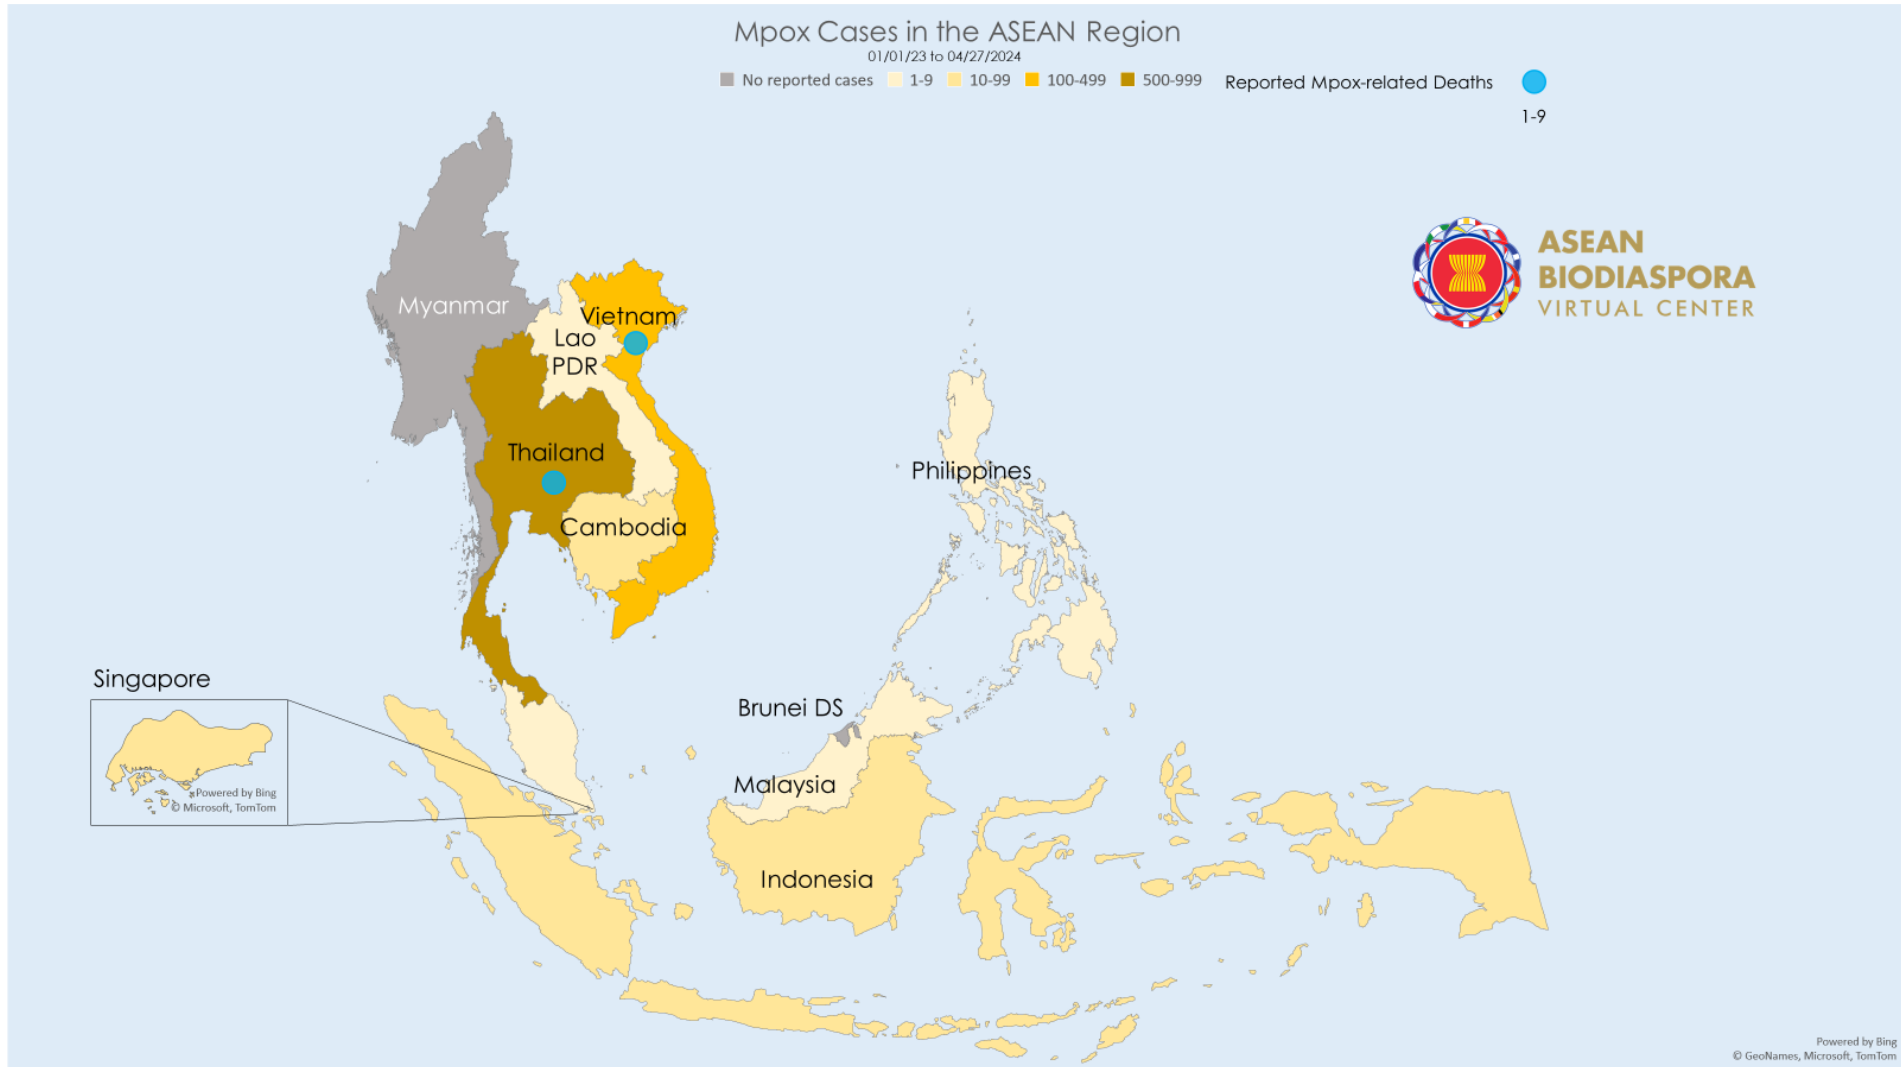 Mpox Cases in the ASEAN Region
01/01/23 to 04/27/2024
No reported cases 1-9 10-99 100-499 500-999 Reported Mpox-related Deaths
1-9
ASEAN
BIODIASPORA
VIRTUAL CENTER
Myanmar
Vietnam
Lao
PDR
Thailand
Philippines
Cambodia
Singapore
Powered by Bing
© Microsoft, TomTom
Brunei DS
Malaysia
Indonesia
Powered by Bing
© GeoNames, Microsoft, TomTom